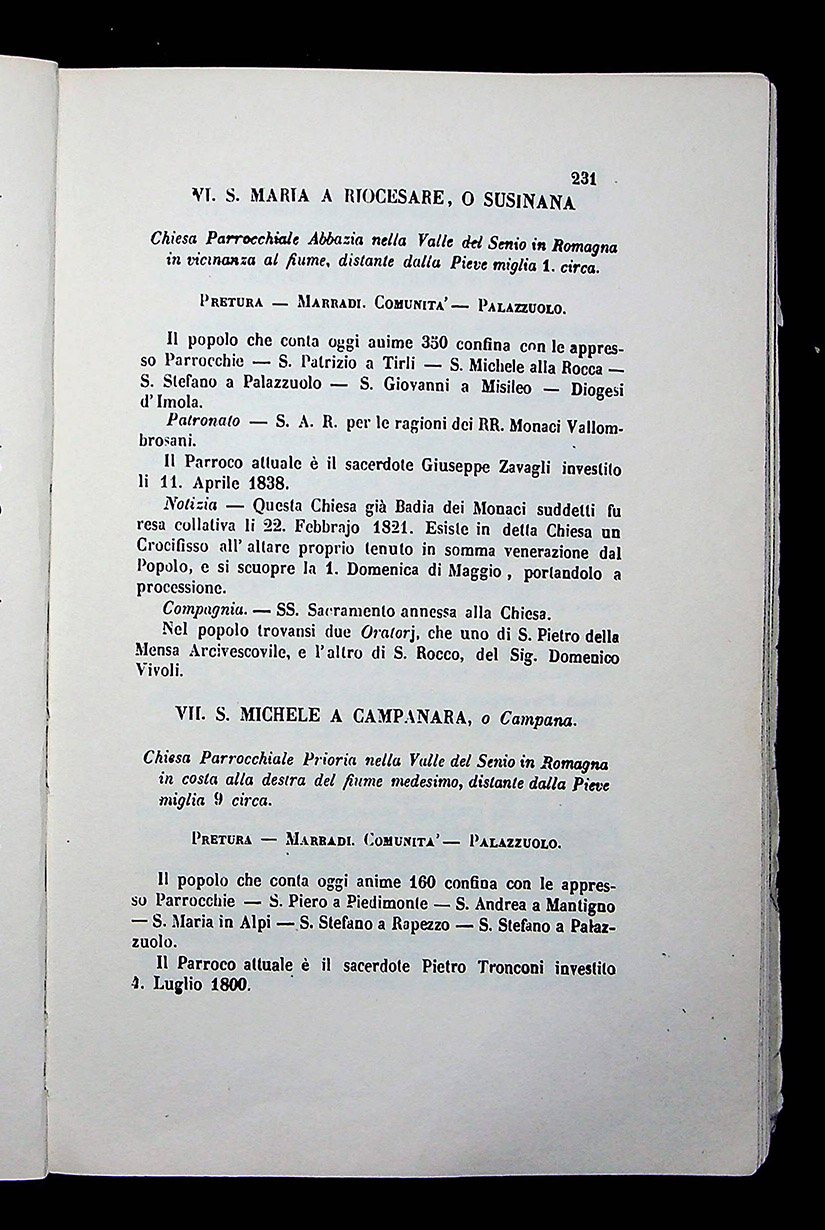 231
VI. S. MARIA A RIOCESARE, O SUSINANA
Chiesa Parrocchiale Abbazia nella Valle del Senio in Romagna
in vicinanza al fiume, distante dalla Pieve miglia 1. circa.
PRETURA — MARRADI. COMUNITA' — PALAZZUOLO.
Il popolo che conta oggi anime 350 confina con le appres-
so Parrocchie — S. Patrizio a Tirli — S. Michele alla Rocca —
S. Stefano a Palazzuolo — S. Giovanni a Misileo — Diogesi
d'Imola.
Patronato — S. A. R. per le ragioni dei RR. Monaci Vallom-
brosani.
Il Parroco attuale è il sacerdote Giuseppe Zavagli investito
li 11. Aprile 1838.
Notizia — Questa Chiesa già Badia dei Monaci suddetti fu
resa collativa li 22. Febbrajo 1821. Esiste in detta Chiesa un
Crocifisso all'altare proprio tenuto in somma venerazione dal
Popolo, e si scuopre la 1. Domenica di Maggio, portandolo a
processione.
Compagnia. — SS. Sacramento annessa alla Chiesa.
Nel popolo trovansi due Oratorj, che uno di S. Pietro della
Mensa Arcivescovile, e l'altro di S. Rocco, del Sig. Domenico
Vivoli.
VII. S. MICHELE A CAMPANARA, o Campana.
Chiesa Parrocchiale Prioria nella Valle del Senio in Romagna
in costa alla destra del fiume medesimo, distante dalla Pieve
miglia 9 circa.
PRETURA — MARRADI. COMUNITA' — PALAZZUOLO.
Il popolo che conta oggi anime 160 confina con le appres-
so Parrocchie — S. Piero a Piedimonte — S. Andrea a Mantigno
— S. Maria in Alpi — S. Stefano a Rapezzo — S. Stefano a Palaz-
zuolo.
Il Parroco attuale è il sacerdote Pietro Tronconi investito
4. Luglio 1800.